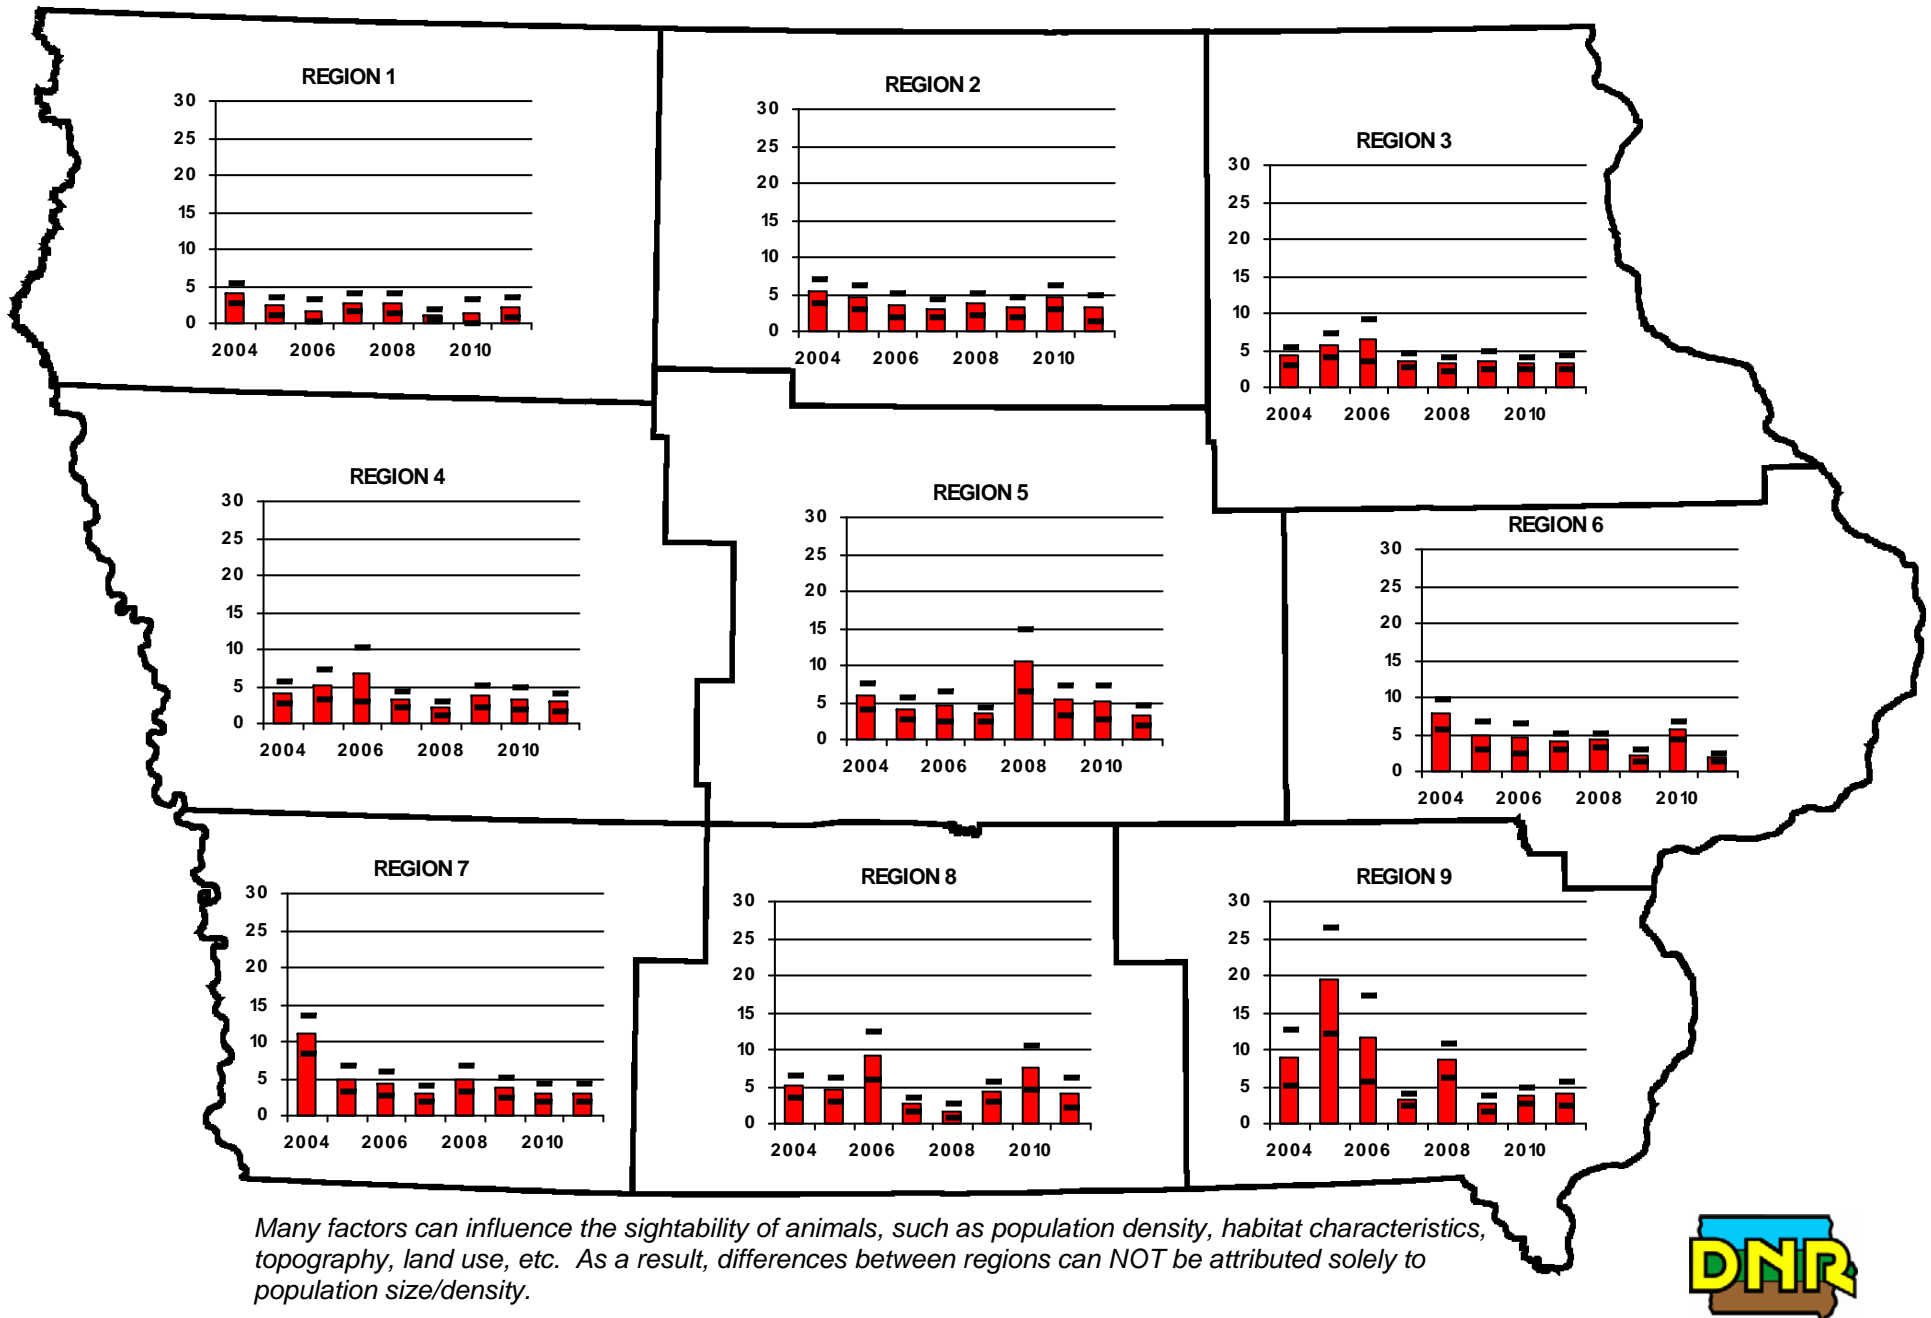 REGION 1
30
25
20
15
10
5
0
2004 2006 2008 2010
REGION 2
30
25
20
15
10
5
0
2004 2006 2008 2010
REGION 3
30
25
20
15
10
5
0
2004 2006 2008 2010
REGION 4
30
25
20
15
10
5
0
2004 2006 2008 2010
REGION 5
30
25
20
15
10
5
0
2004 2006 2008 2010
REGION 6
30
25
20
15
10
5
0
2004 2006 2008 2010
REGION 7
30
25
20
15
10
5
0
2004 2006 2008 2010
REGION 8
30
25
20
15
10
5
0
2004 2006 2008 2010
REGION 9
30
25
20
15
10
5
0
2004 2006 2008 2010
Many factors can influence the sightability of animals, such as population density, habitat characteristics,
topography, land use, etc. As a result, differences between regions can NOT be attributed solely to
population size/density.
DNR